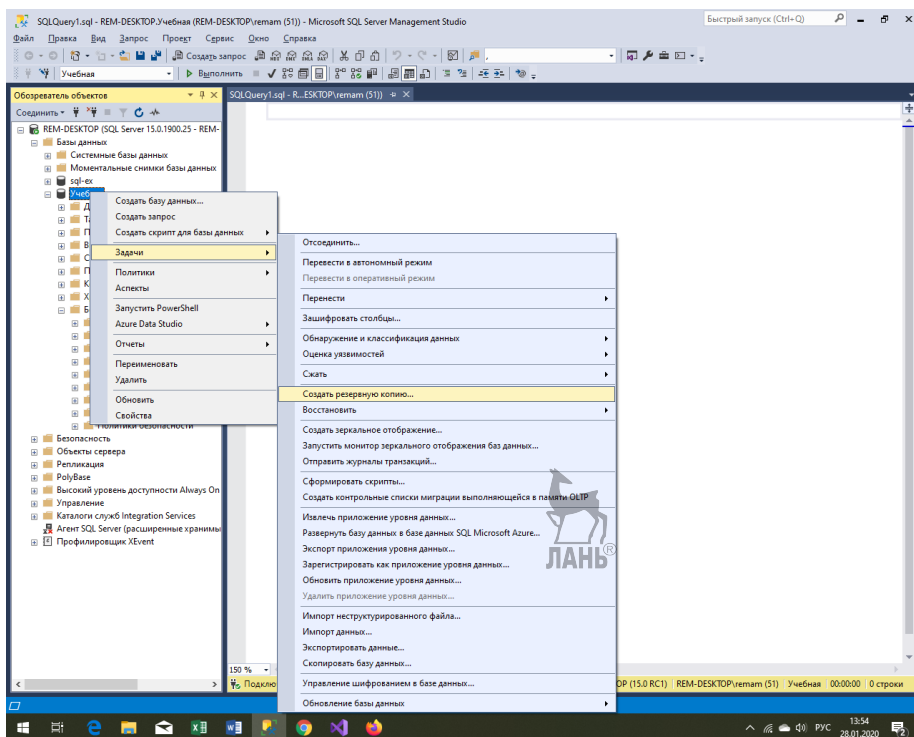 SQLQuery1.sql - REM-DESKTOP.Учебная (REM-DESKTOP\remam (51)) - Microsoft SQL Server Management Studio
Быстрый запуск (Ctrl+Q)
Файл Правка Вид Запрос Проект Сервис Окно Справка
Создать запрос
Учебная
Выполнить
Обозреватель объектов
SQLQuery1.sql - R...ESKTOP\remam (51))
Соединить
REM-DESKTOP (SQL Server 15.0.1900.25 - REM-
Базы данных
Системные базы данных
Моментальные снимки базы данных
sql-ex
Учеб
Создать базу данных...
Создать запрос
Создать скрипт для базы данных
Задачи
Политики
Аспекты
Запустить PowerShell
Azure Data Studio
Отчеты
Переименовать
Удалить
Обновить
Свойства
Политики безопасности
Безопасность
Объекты сервера
Репликация
PolyBase
Высокий уровень доступности Always On
Управление
Каталоги служб Integration Services
Агент SQL Server (расширенные хранимы
Профилировщик XEvent
Отсоединить...
Перевести в автономный режим
Перевести в оперативный режим
Перенести
Зашифровать столбцы...
Обнаружение и классификация данных
Оценка уязвимостей
Сжать
Создать резервную копию...
Восстановить
Создать зеркальное отображение...
Запустить монитор зеркального отображения баз данных...
Отправить журналы транзакций...
Сформировать скрипты...
Создать контрольные списки миграции выполняющейся в памяти OLTP
Извлечь приложение уровня данных...
Развернуть базу данных в базе данных SQL Microsoft Azure...
Экспорт приложения уровня данных...
Зарегистрировать как приложение уровня данных...
Обновить приложение уровня данных...
Удалить приложение уровня данных...
Импорт неструктурированного файла...
Импорт данных...
Экспортировать данные...
Скопировать базу данных...
Управление шифрованием в базе данных...
Обновление базы данных
ЛАНЬ®
150 %
Подклю
OP (15.0 RC1) REM-DESKTOP\remam (51) Учебная 00:00:00 0 строки
РУС
13:54
28.01.2020